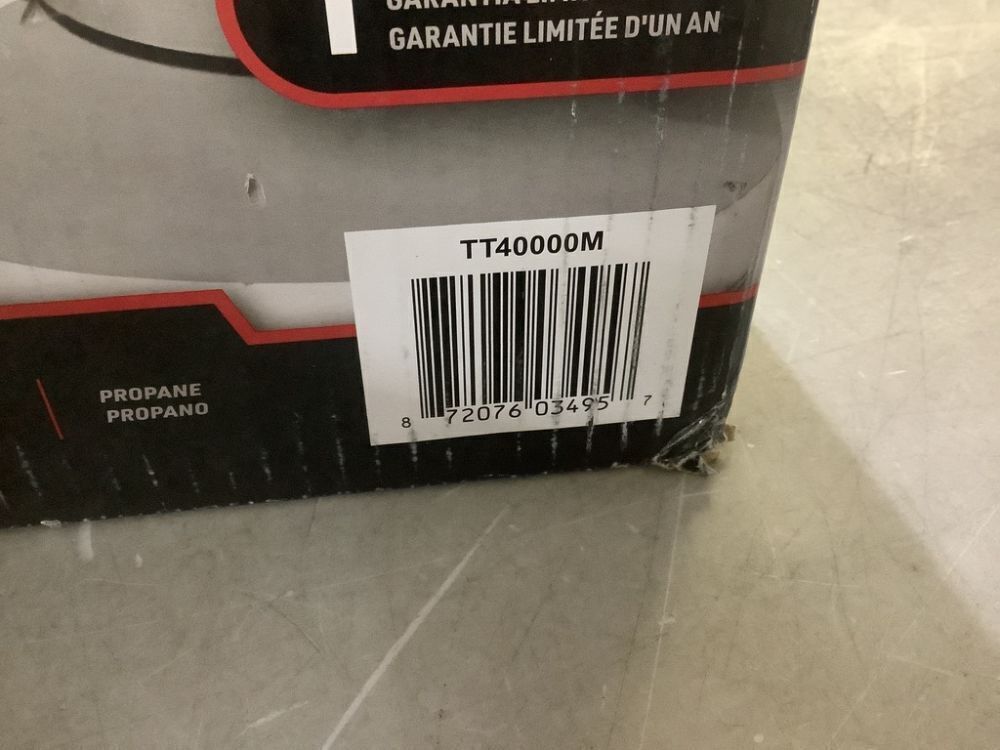 GARANTIE LIMITÉE D'UN AN
TT40000M
8 72076 03495 7
PROPANE
PROPANO